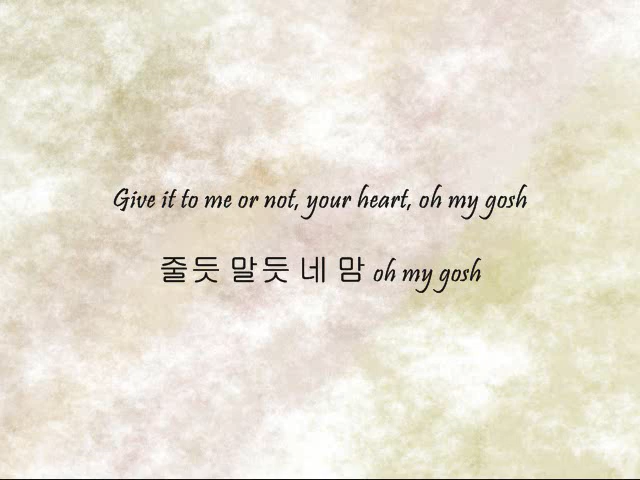 Give it to me or not, your heart, oh my gosh
줄듯 말듯 네 맘 oh my gosh